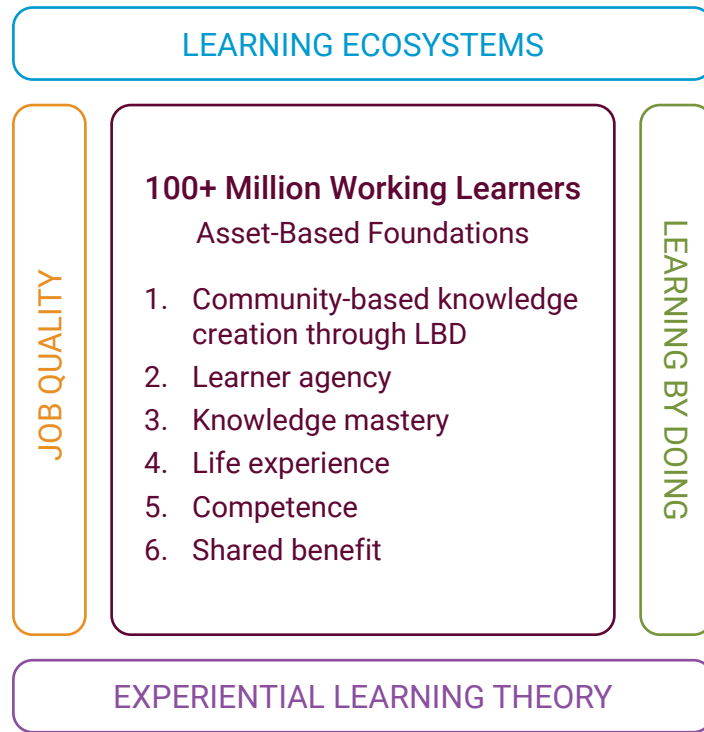 LEARNING ECOSYSTEMS
JOB QUALITY
100+ Million Working Learners
Asset-Based Foundations
1. Community-based knowledge
creation through LBD
2. Learner agency
3. Knowledge mastery
4. Life experience
5. Competence
6. Shared benefit
LEARNING BY DOING
EXPERIENTIAL LEARNING THEORY